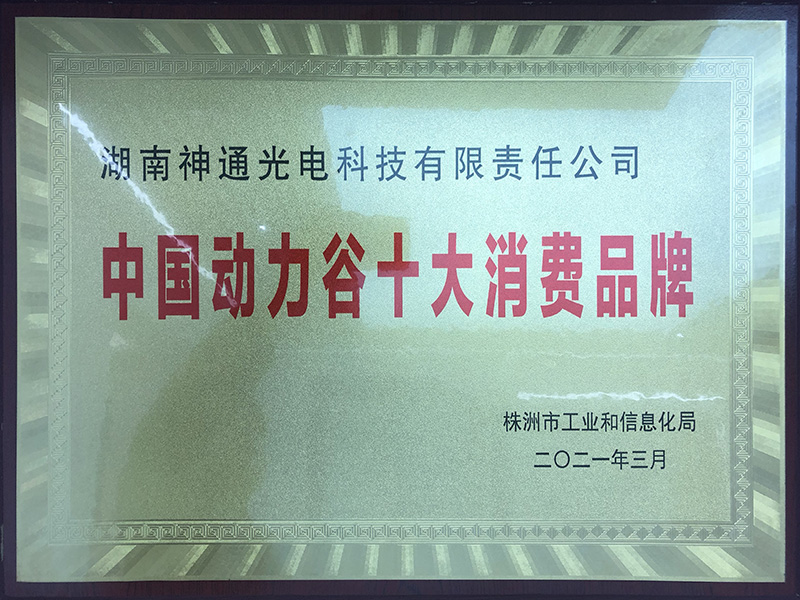 湖南神通光电科技有限责任公司
中国动力谷十大消费品牌
株洲市工业和信息化局
二〇二一年三月